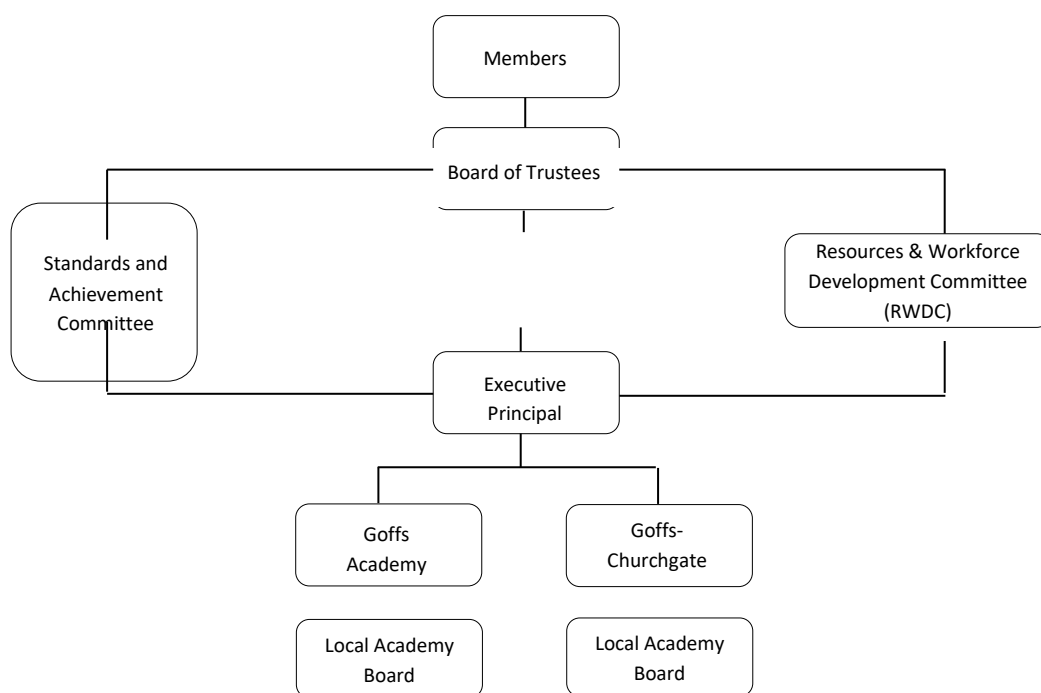 Members
Board of Trustees
Standards and
Achievement
Committee
Resources & Workforce
Development Committee
(RWDC)
Executive
Principal
Goffs
Academy
Goffs-
Churchgate
Local Academy
Board
Local Academy
Board